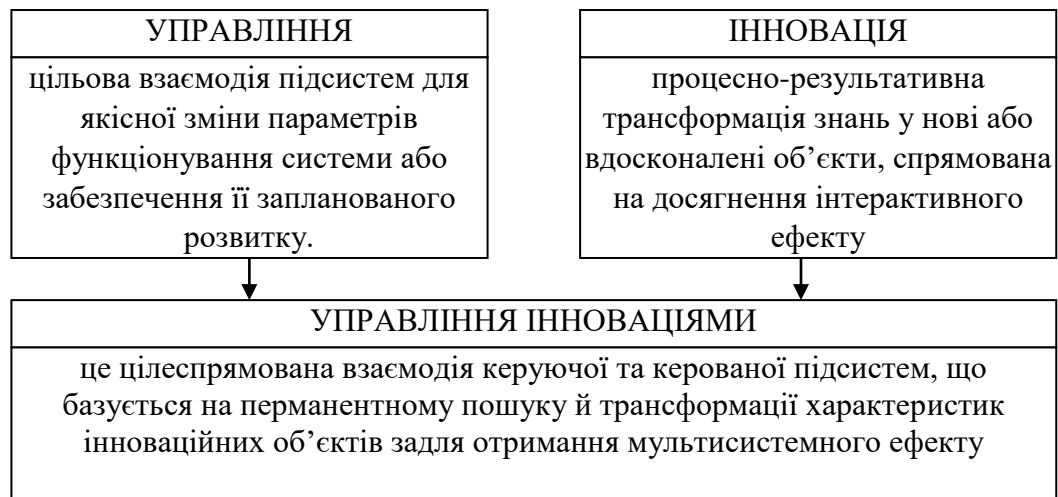 УПРАВЛІННЯ
цільова взаємодія підсистем для
якісної зміни параметрів
функціонування системи або
забезпечення її запланованого
розвитку.
ІННОВАЦІЯ
процесно-результативна
трансформація знань у нові або
вдосконалені об’єкти, спрямована
на досягнення інтерактивного
ефекту
УПРАВЛІННЯ ІННОВАЦІЯМИ
це цілеспрямована взаємодія керуючої та керованої підсистем, що
базується на перманентному пошуку й трансформації характеристик
інноваційних об’єктів задля отримання мультисистемного ефекту